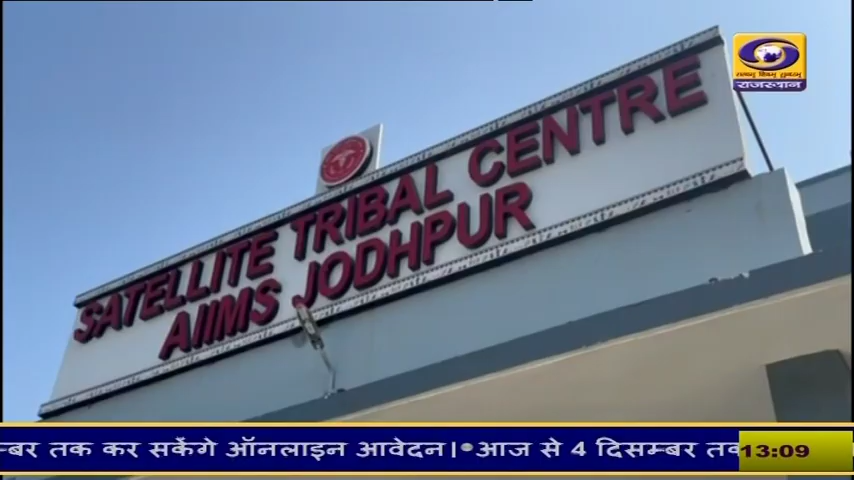 राजस्थान
SATELLITE TRIBAL CENTRE
AIIMS JODHPUR
म्बर तक कर सकेंगे ऑनलाइन आवेदन।•आज से 4 दिसम्बर तक
13:09